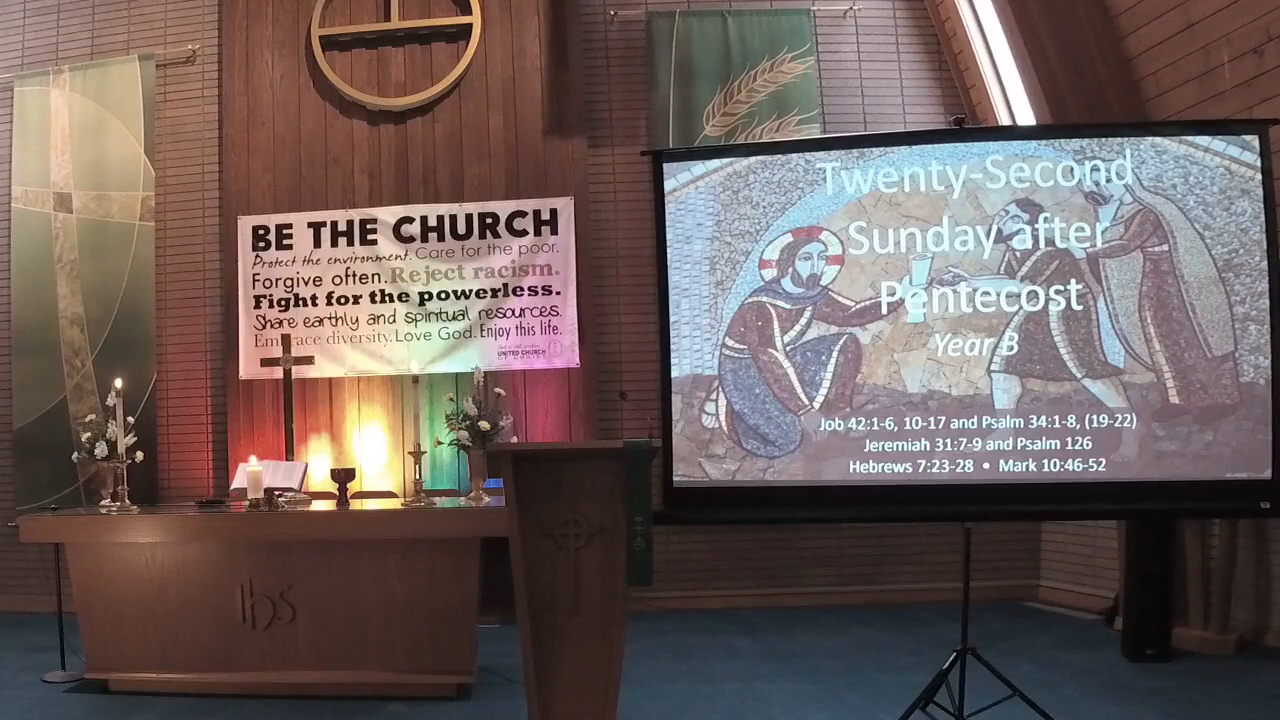 BE THE CHURCH
Protect the environment. Care for the poor.
Forgive often. Reject racism.
Fight for the powerless.
Share earthly and spiritual resources.
Embrace diversity. Love God. Enjoy this life.
UNITED CHURCH
OF CHRIST
Twenty-Second
Sunday after
Pentecost
Year B
Job 42:1-6, 10-17 and Psalm 34:1-8, (19-22)
Jeremiah 31:7-9 and Psalm 126
Hebrews 7:23-28 • Mark 10:46-52
IhS